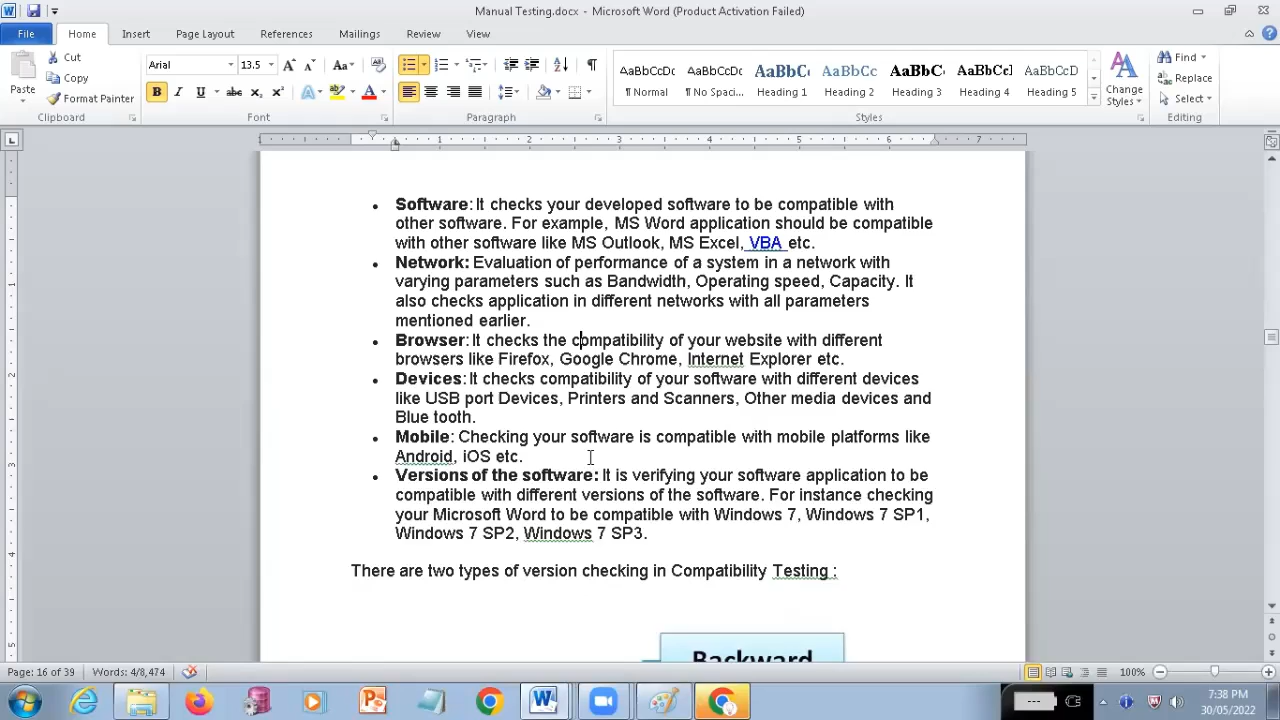 Manual Testing.docx - Microsoft Word (Product Activation Failed)
File Home Insert Page Layout References Mailings Review View
Paste
Cut
Copy
Format Painter
Clipboard
Arial 13.5
Font
Paragraph
AaBbCcDc AaBbCcDc AaBbC AaBbCc AaBbC AaBbCcI AaBbCcD
¶ Normal ¶ No Spaci... Heading 1 Heading 2 Heading 3 Heading 4 Heading 5
Styles
Change Styles
Find
Replace
Select
Editing
1 2 3 4 5 6 7
• Software: It checks your developed software to be compatible with
other software. For example, MS Word application should be compatible
with other software like MS Outlook, MS Excel, VBA etc.
• Network: Evaluation of performance of a system in a network with
varying parameters such as Bandwidth, Operating speed, Capacity. It
also checks application in different networks with all parameters
mentioned earlier.
• Browser: It checks the compatibility of your website with different
browsers like Firefox, Google Chrome, Internet Explorer etc.
• Devices: It checks compatibility of your software with different devices
like USB port Devices, Printers and Scanners, Other media devices and
Blue tooth.
• Mobile: Checking your software is compatible with mobile platforms like
Android, iOS etc.
• Versions of the software: It is verifying your software application to be
compatible with different versions of the software. For instance checking
your Microsoft Word to be compatible with Windows 7, Windows 7 SP1,
Windows 7 SP2, Windows 7 SP3.
There are two types of version checking in Compatibility Testing :
Backward
Page: 16 of 39 Words: 4/8,474 100%
7:38 PM
30/05/2022